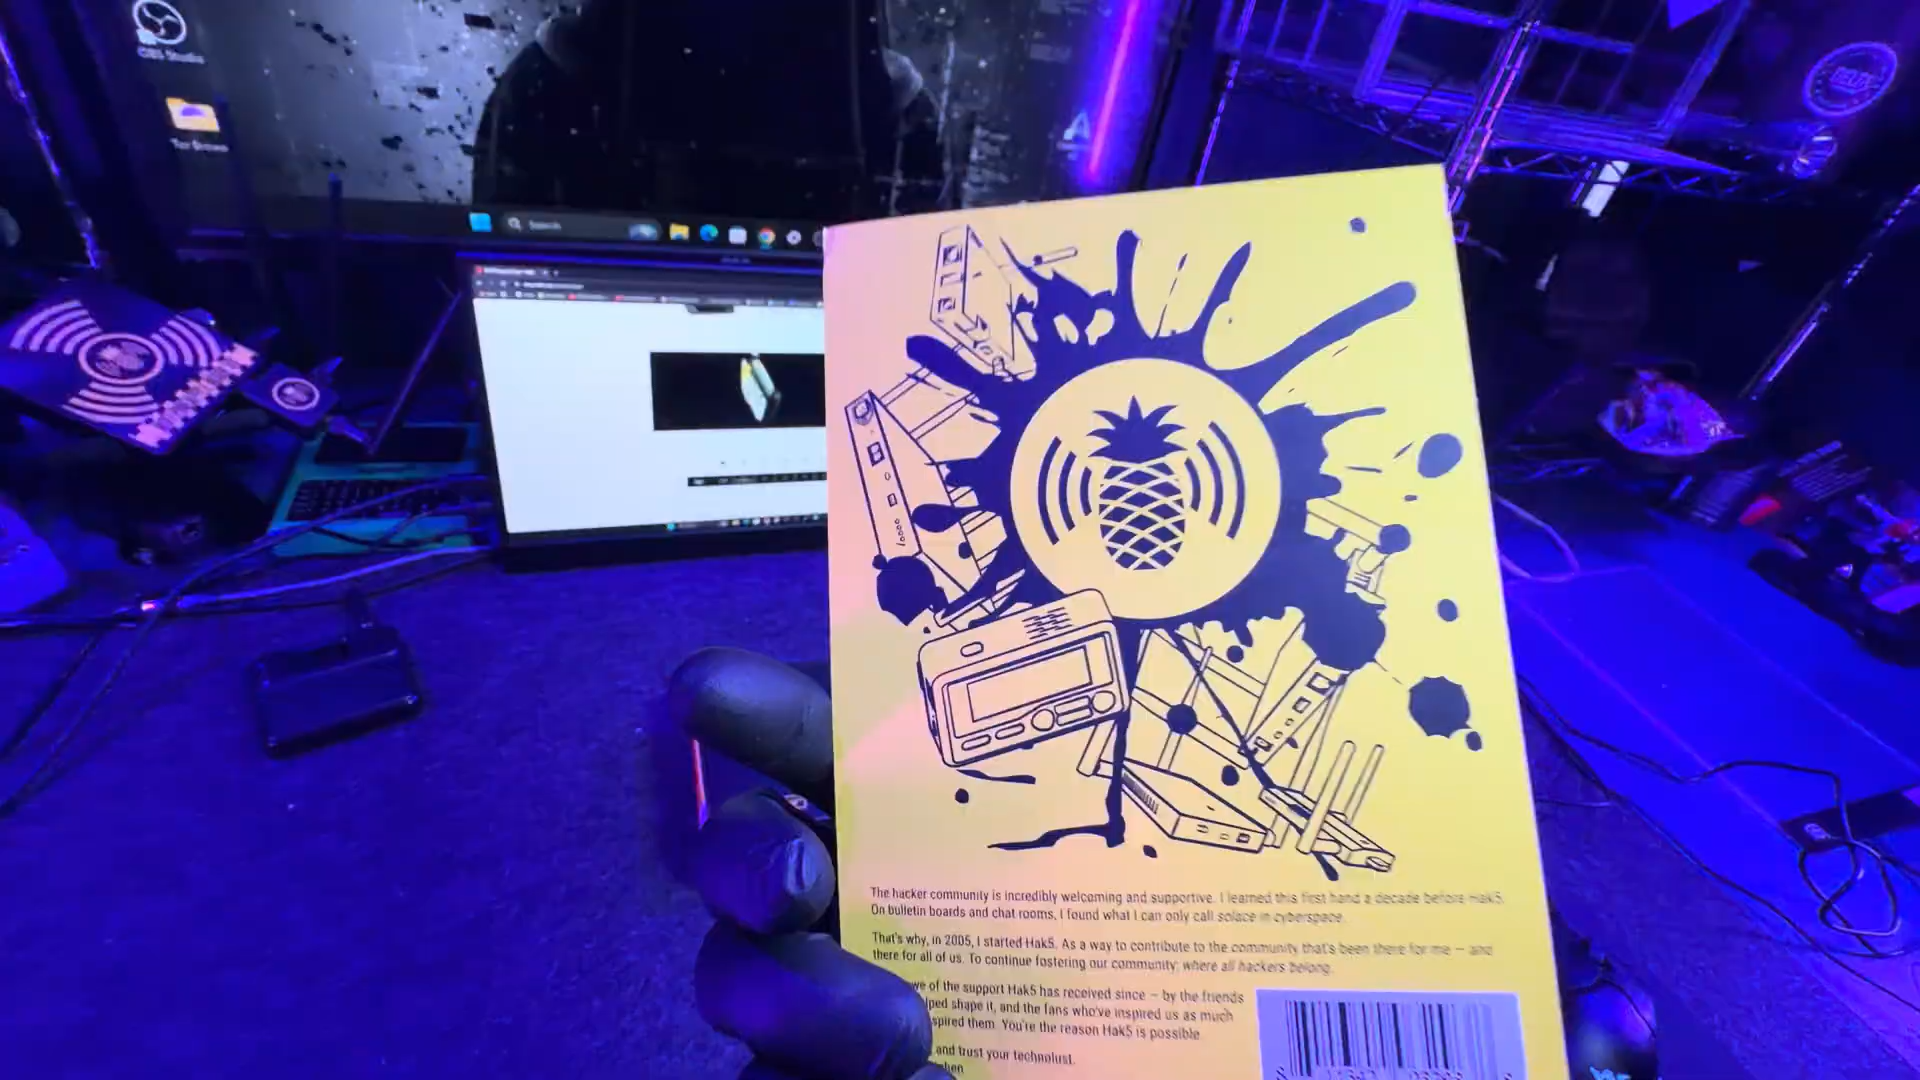 OBS Studio
Search
The hacker community is incredibly welcoming and supportive. I learned this first hand a decade before Hak5.
On bulletin boards and chat rooms, I found what I can only call solace in cyberspace.
That's why, in 2005, I started Hak5. As a way to contribute to the community that's been there for me — and
there for all of us. To continue fostering our community; where all hackers belong.
we of the support Hak5 has received since — by the friends
lped shape it, and the fans who've inspired us as much
spired them. You're the reason Hak5 is possible
and trust your technolust.
hen